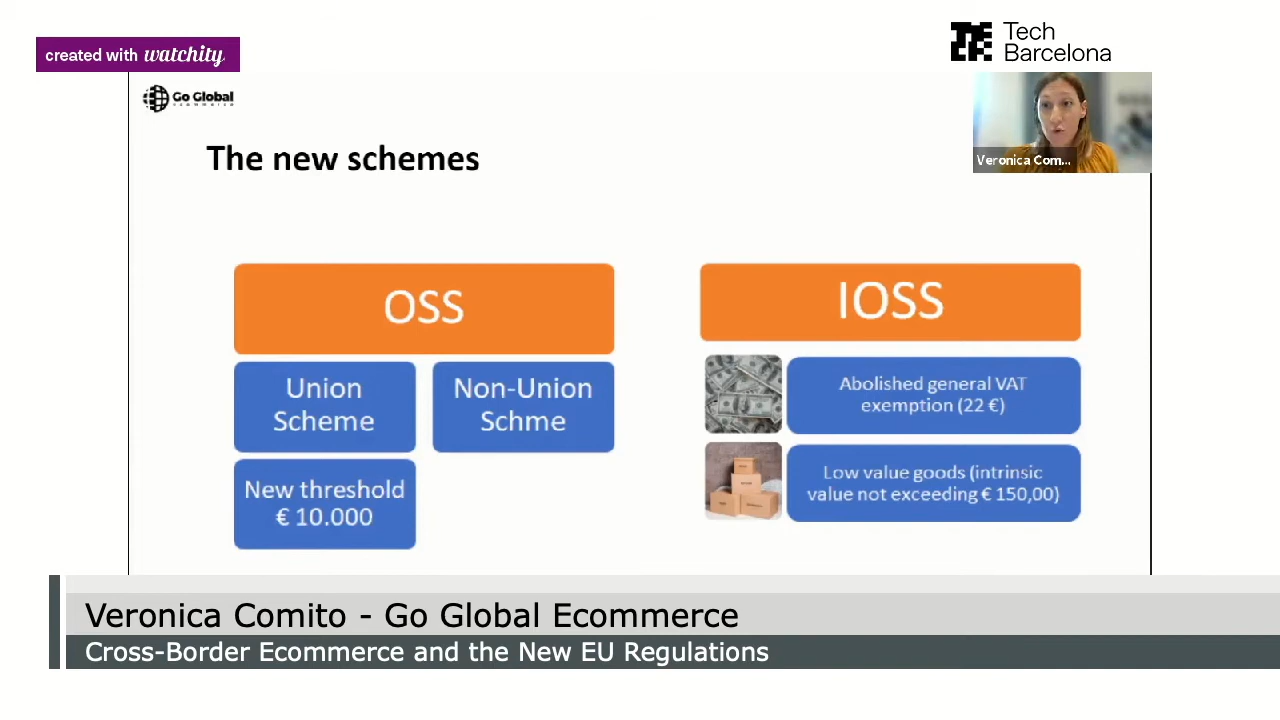 created with watchity
Tech
Barcelona
Go Global
ecommerce
Veronica Com...
The new schemes
OSS
Union
Scheme
Non-Union
Schme
New threshold
€ 10.000
IOSS
Abolished general VAT
exemption (22 €)
Low value goods (intrinsic
value not exceeding € 150,00)
Veronica Comito - Go Global Ecommerce
Cross-Border Ecommerce and the New EU Regulations